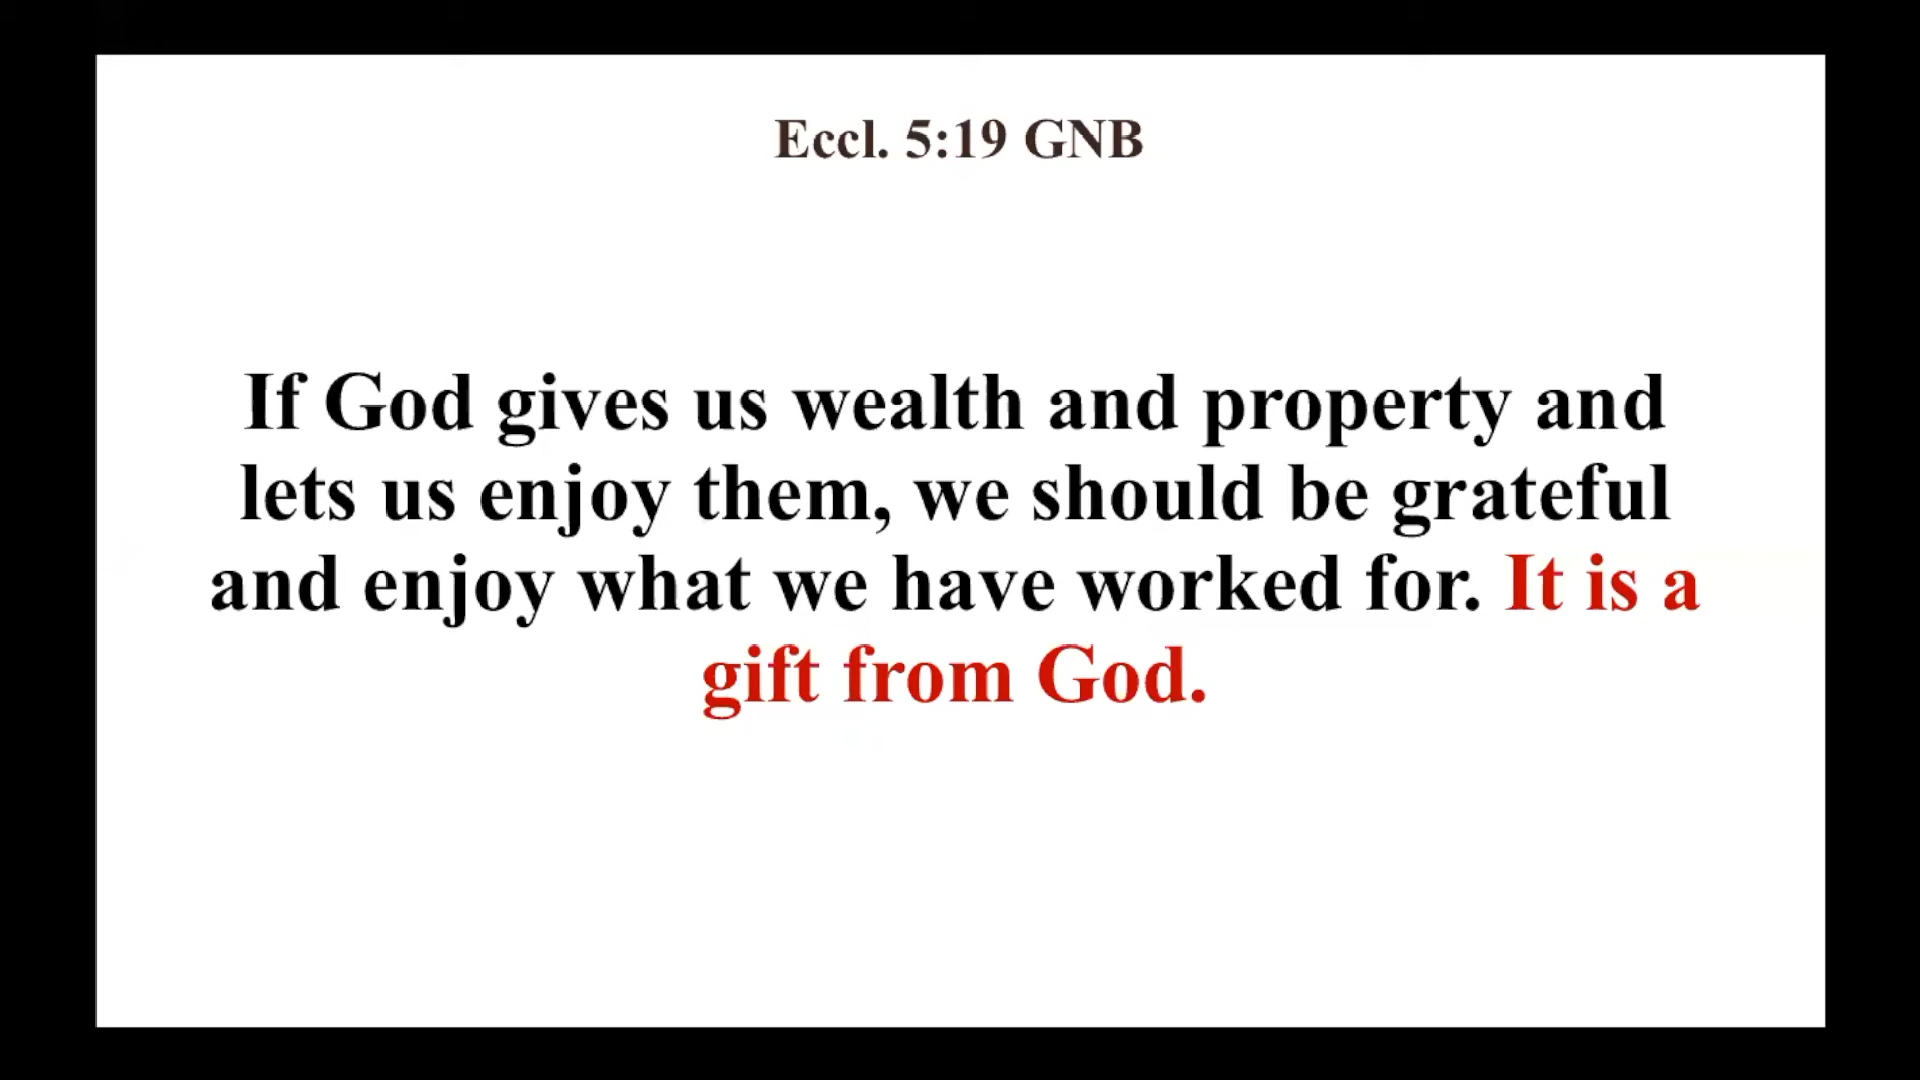 Eccl. 5:19 GNB
If God gives us wealth and property and
lets us enjoy them, we should be grateful
and enjoy what we have worked for. It is a
gift from God.